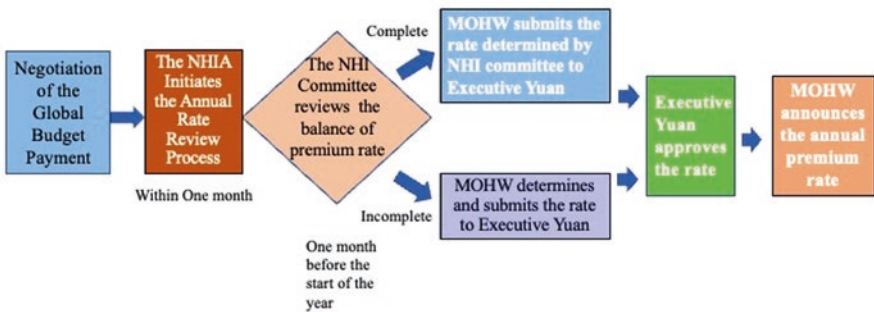 Negotiation
of the
Global
Budget
Payment
The NHIA
Initiates
the Annual
Rate
Review
Process
Within One month
The NHI
Committee
reviews the
balance of
premium rate
One month
before the
start of the
year
Complete
MOHW submits the
rate determined by
NHI committee to
Executive Yuan
Incomplete
MOHW determines
and submits the rate
to Executive Yuan
Executive
Yuan
approves
the rate
MOHW
announces
the annual
premium
rate